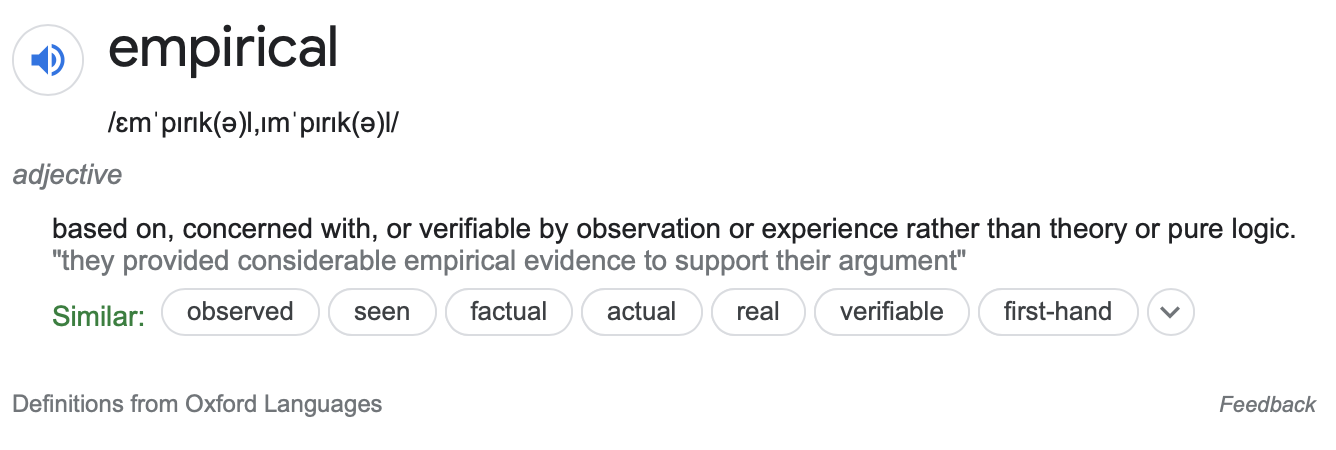 empirical
/ɛmˈpɪrɪk(ə)l,ɪmˈpɪrɪk(ə)l/
adjective
based on, concerned with, or verifiable by observation or experience rather than theory or pure logic.
"they provided considerable empirical evidence to support their argument"
Similar: observed seen factual actual real verifiable first-hand
Definitions from Oxford Languages Feedback